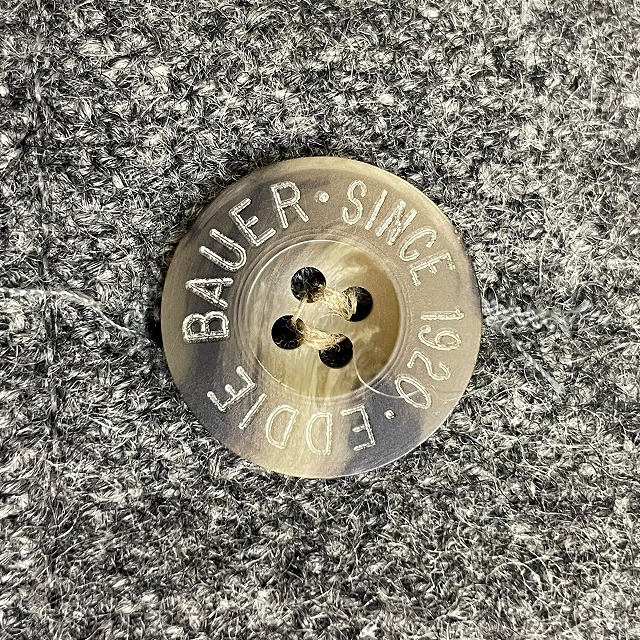 EDDIE BAUER · SINCE 1920 ·